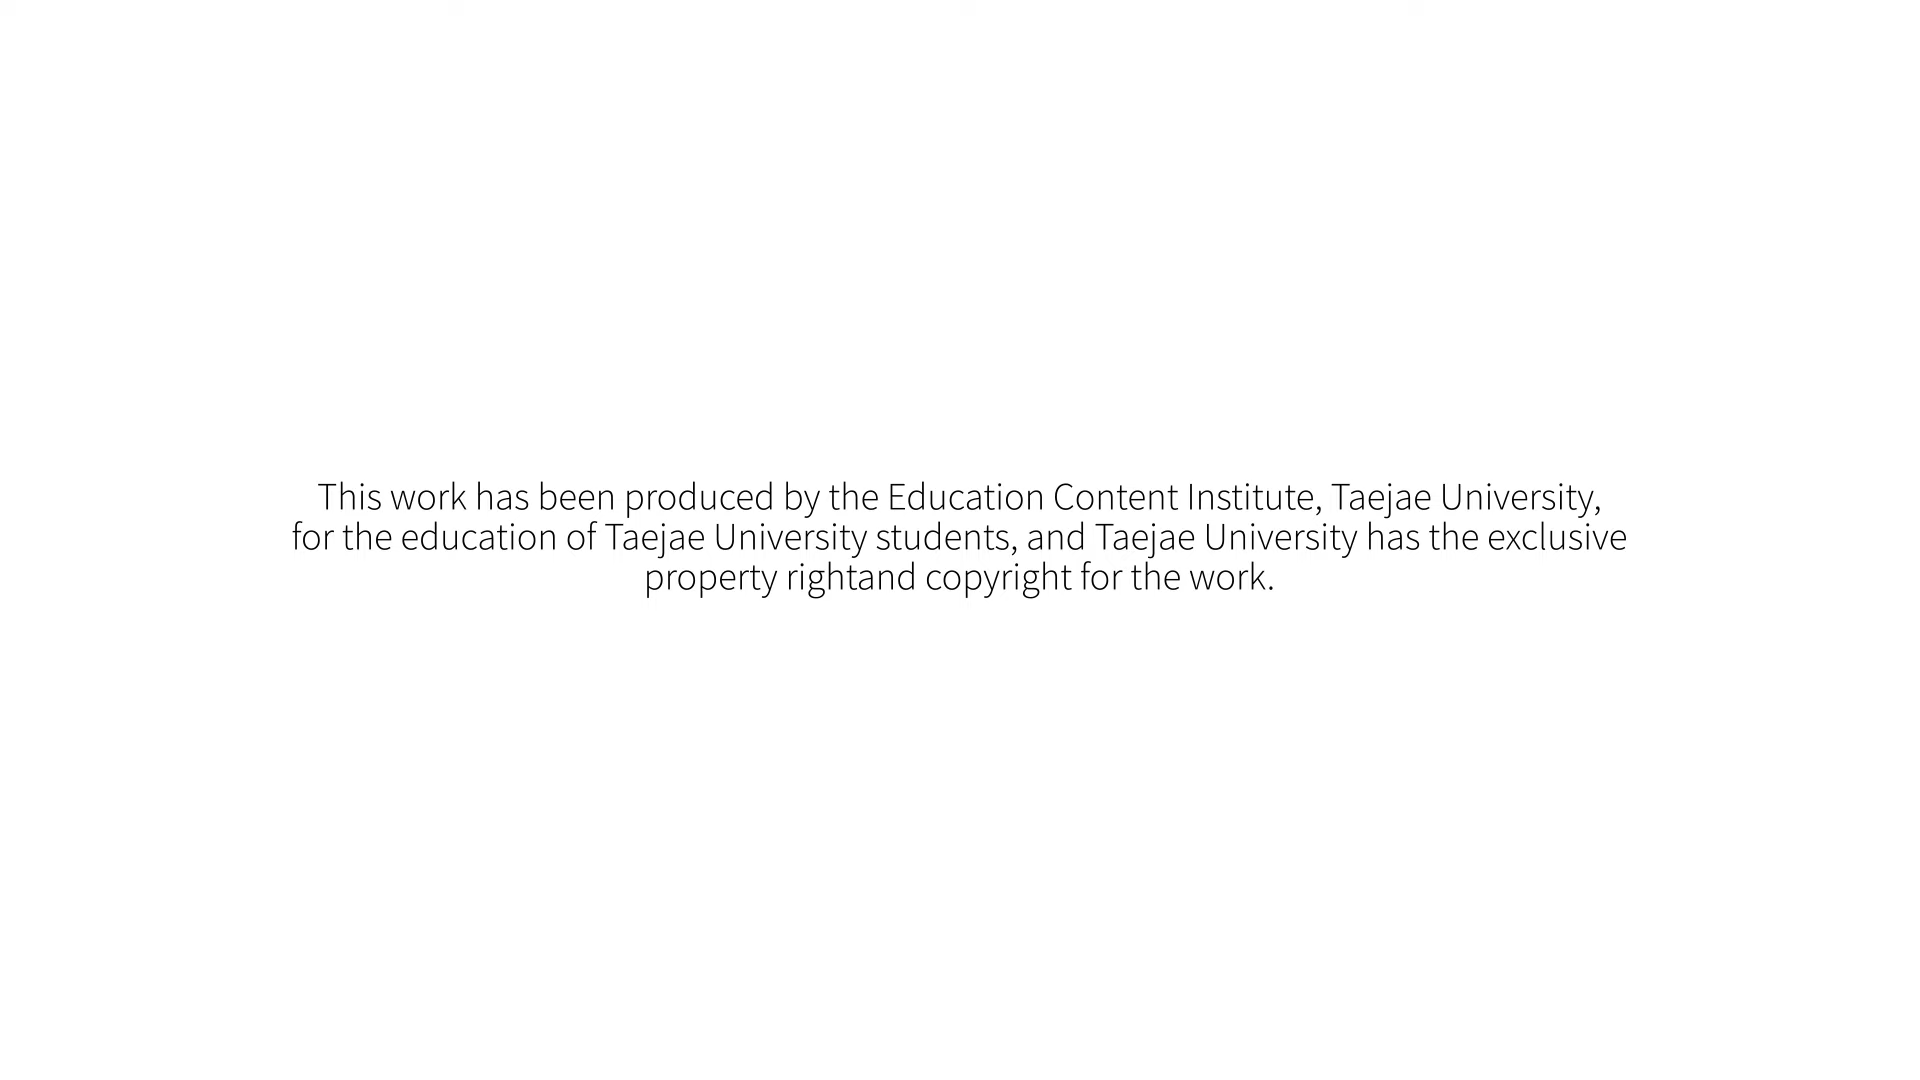 This work has been produced by the Education Content Institute, Taejae University,
for the education of Taejae University students, and Taejae University has the exclusive
property rightand copyright for the work.